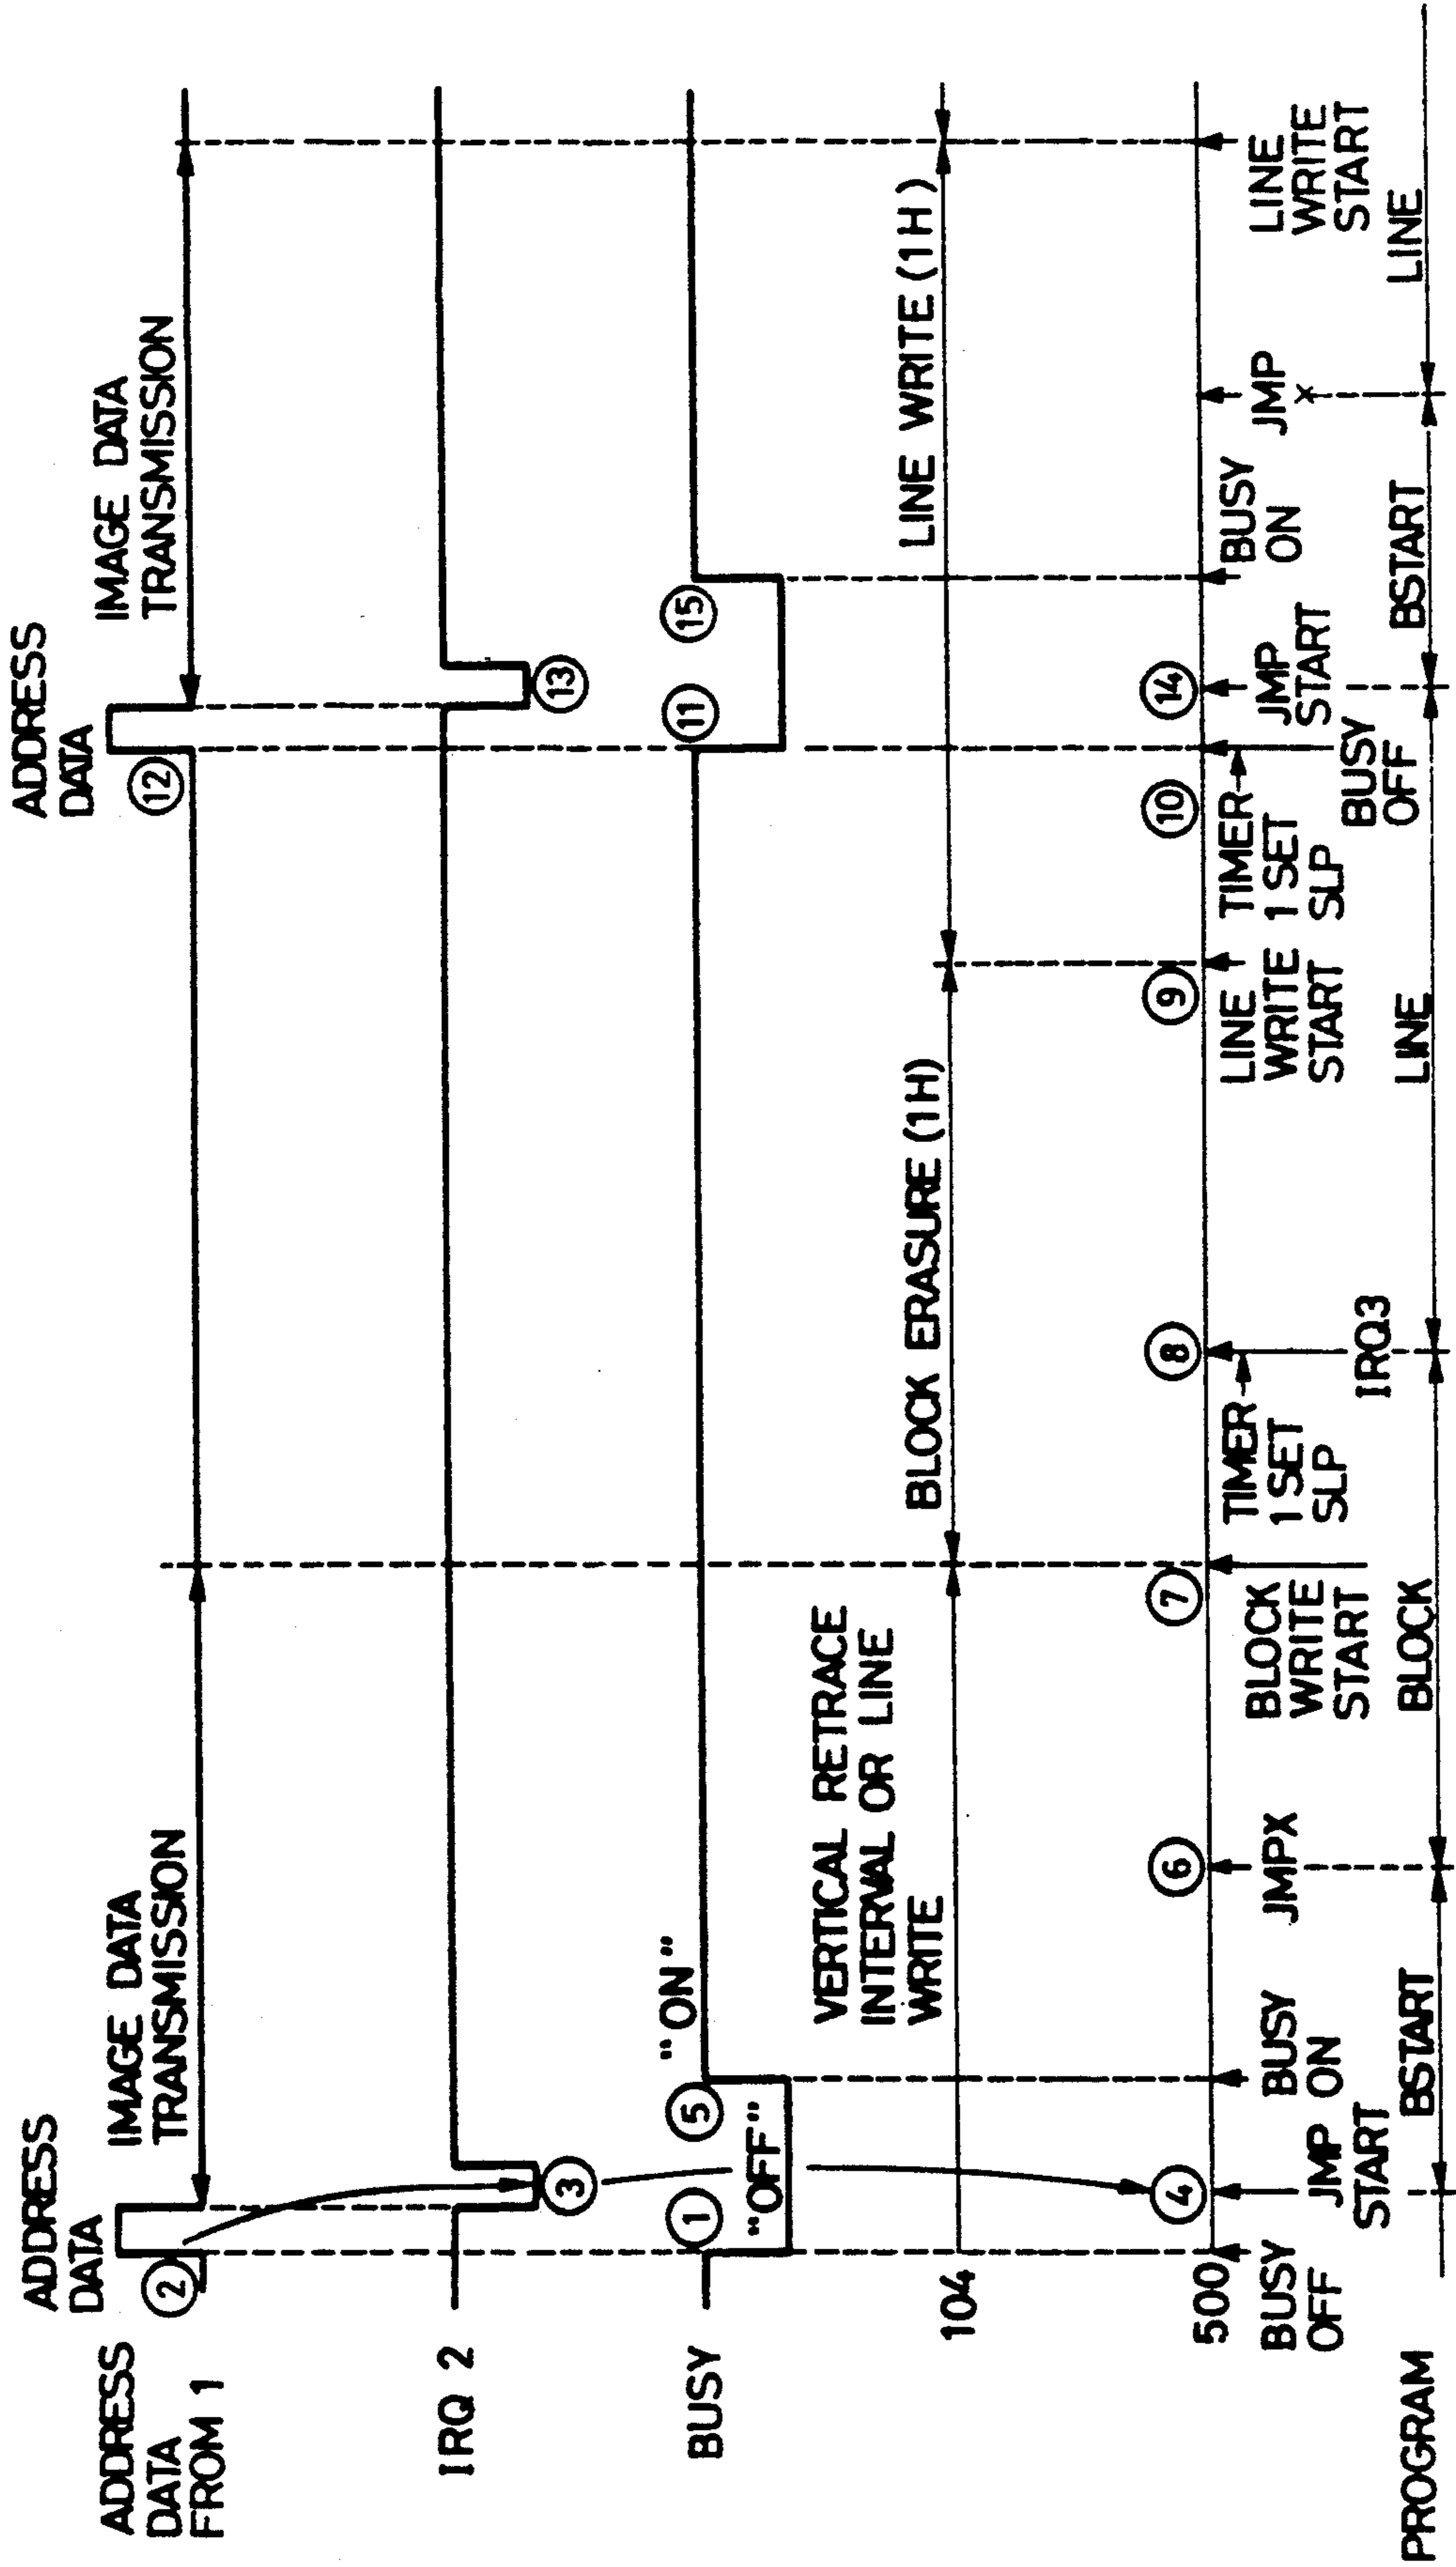 ADDRESS
DATA
FROM 1
ADDRESS
DATA
②
IMAGE DATA
TRANSMISSION
ADDRESS
DATA
⑫
IMAGE DATA
TRANSMISSION
IRQ 2
③
⑬
BUSY
①
"OFF"
⑤
"ON"
⑪
⑮
104
VERTICAL RETRACE
INTERVAL OR LINE
WRITE
BLOCK ERASURE (1H)
LINE WRITE (1H)
500
④
⑥
⑦
⑧
⑨
⑩
⑭
BUSY
OFF
JMP
START
BUSY
ON
JMPX
BLOCK
WRITE
START
TIMER
1 SET
SLP
IRQ3
LINE
WRITE
START
TIMER
1 SET
SLP
BUSY
OFF
JMP
START
BUSY
ON
JMP
X
LINE
WRITE
START
PROGRAM
BSTART
BLOCK
LINE
BSTART
LINE